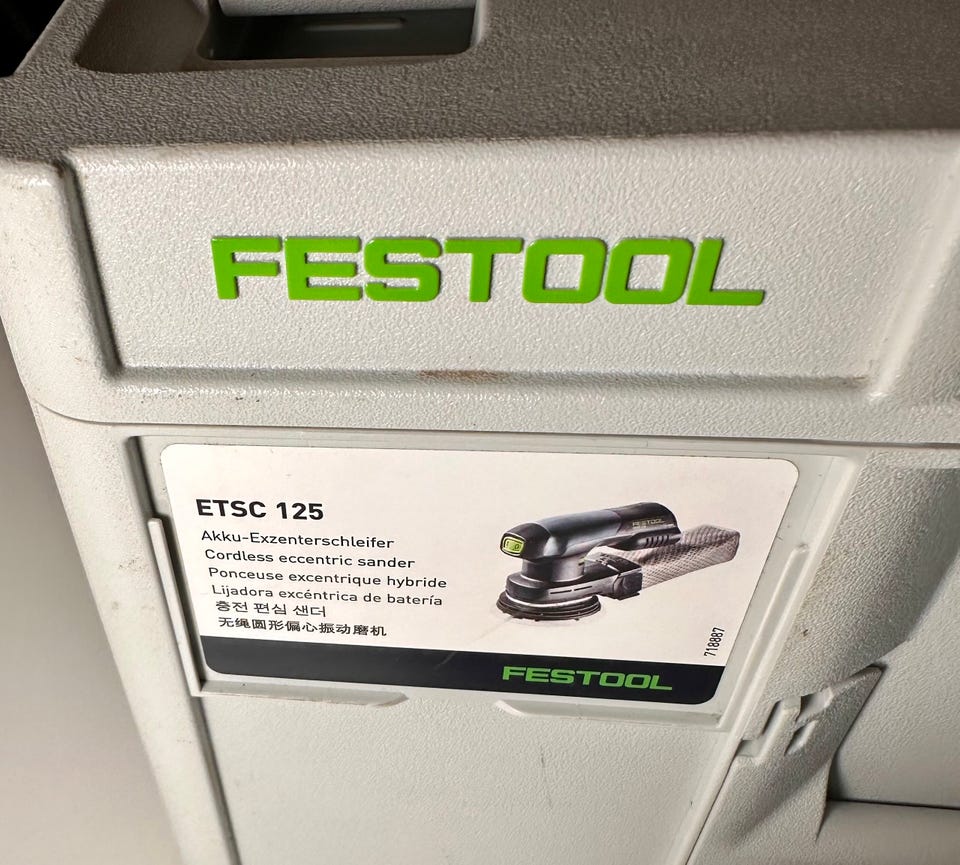 FESTOOL
ETSC 125
Akku-Exzenterschleifer
Cordless eccentric sander
Ponceuse excentrique hybride
Lijadora excéntrica de batería
충전 편심 샌더
无绳圆形偏心振动磨机
FESTOOL
718887
FESTOOL